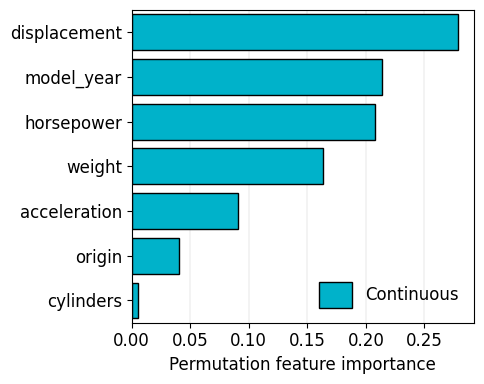 displacement
model_year
horsepower
weight
acceleration
origin
cylinders
Continuous
0.00 0.05 0.10 0.15 0.20 0.25
Permutation feature importance